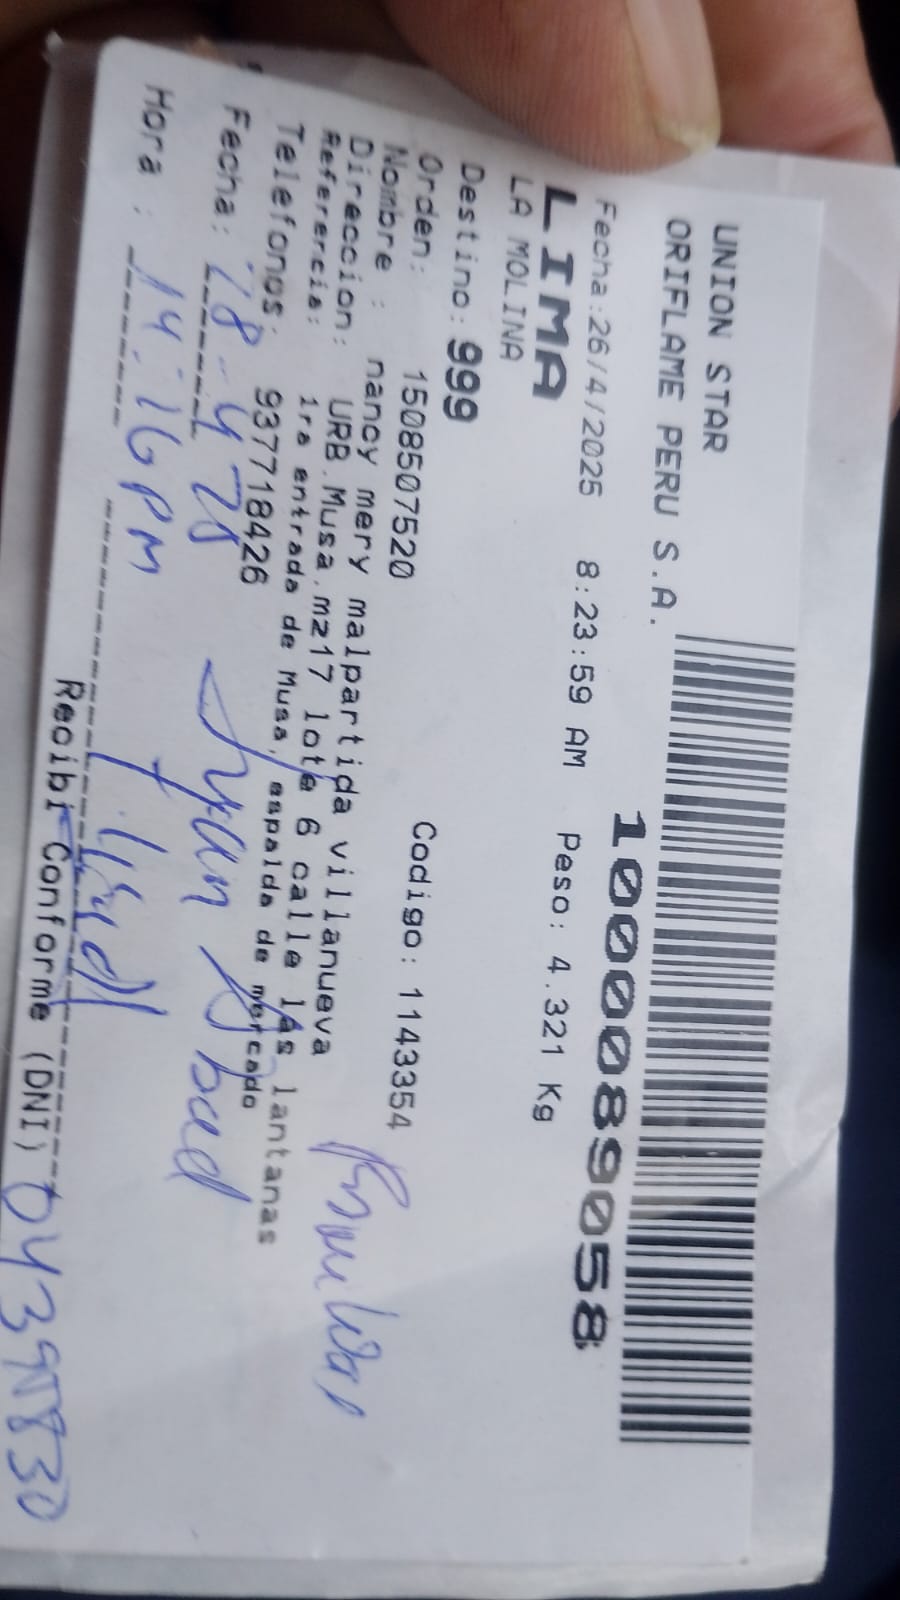 UNION STAR
ORIFLAME PERU S.A.
1000089058
Fecha:26/4/2025 8:23:59 AM Peso: 4.321 Kg
LIMA
LA MOLINA
Destino: 999
Orden: 1508507520 Codigo: 1143354
Nombre : nancy mery malpartida villanueva
Direccion: URB.Musa.mz17 lote 6 calle las lantanas
Referercia: 1ra entrada de Musa, espalda de mercado
Telefonos: 937718426
Fecha: 28-4 25
Hora : 14:16 PM
Recibi Conforme (DNI)